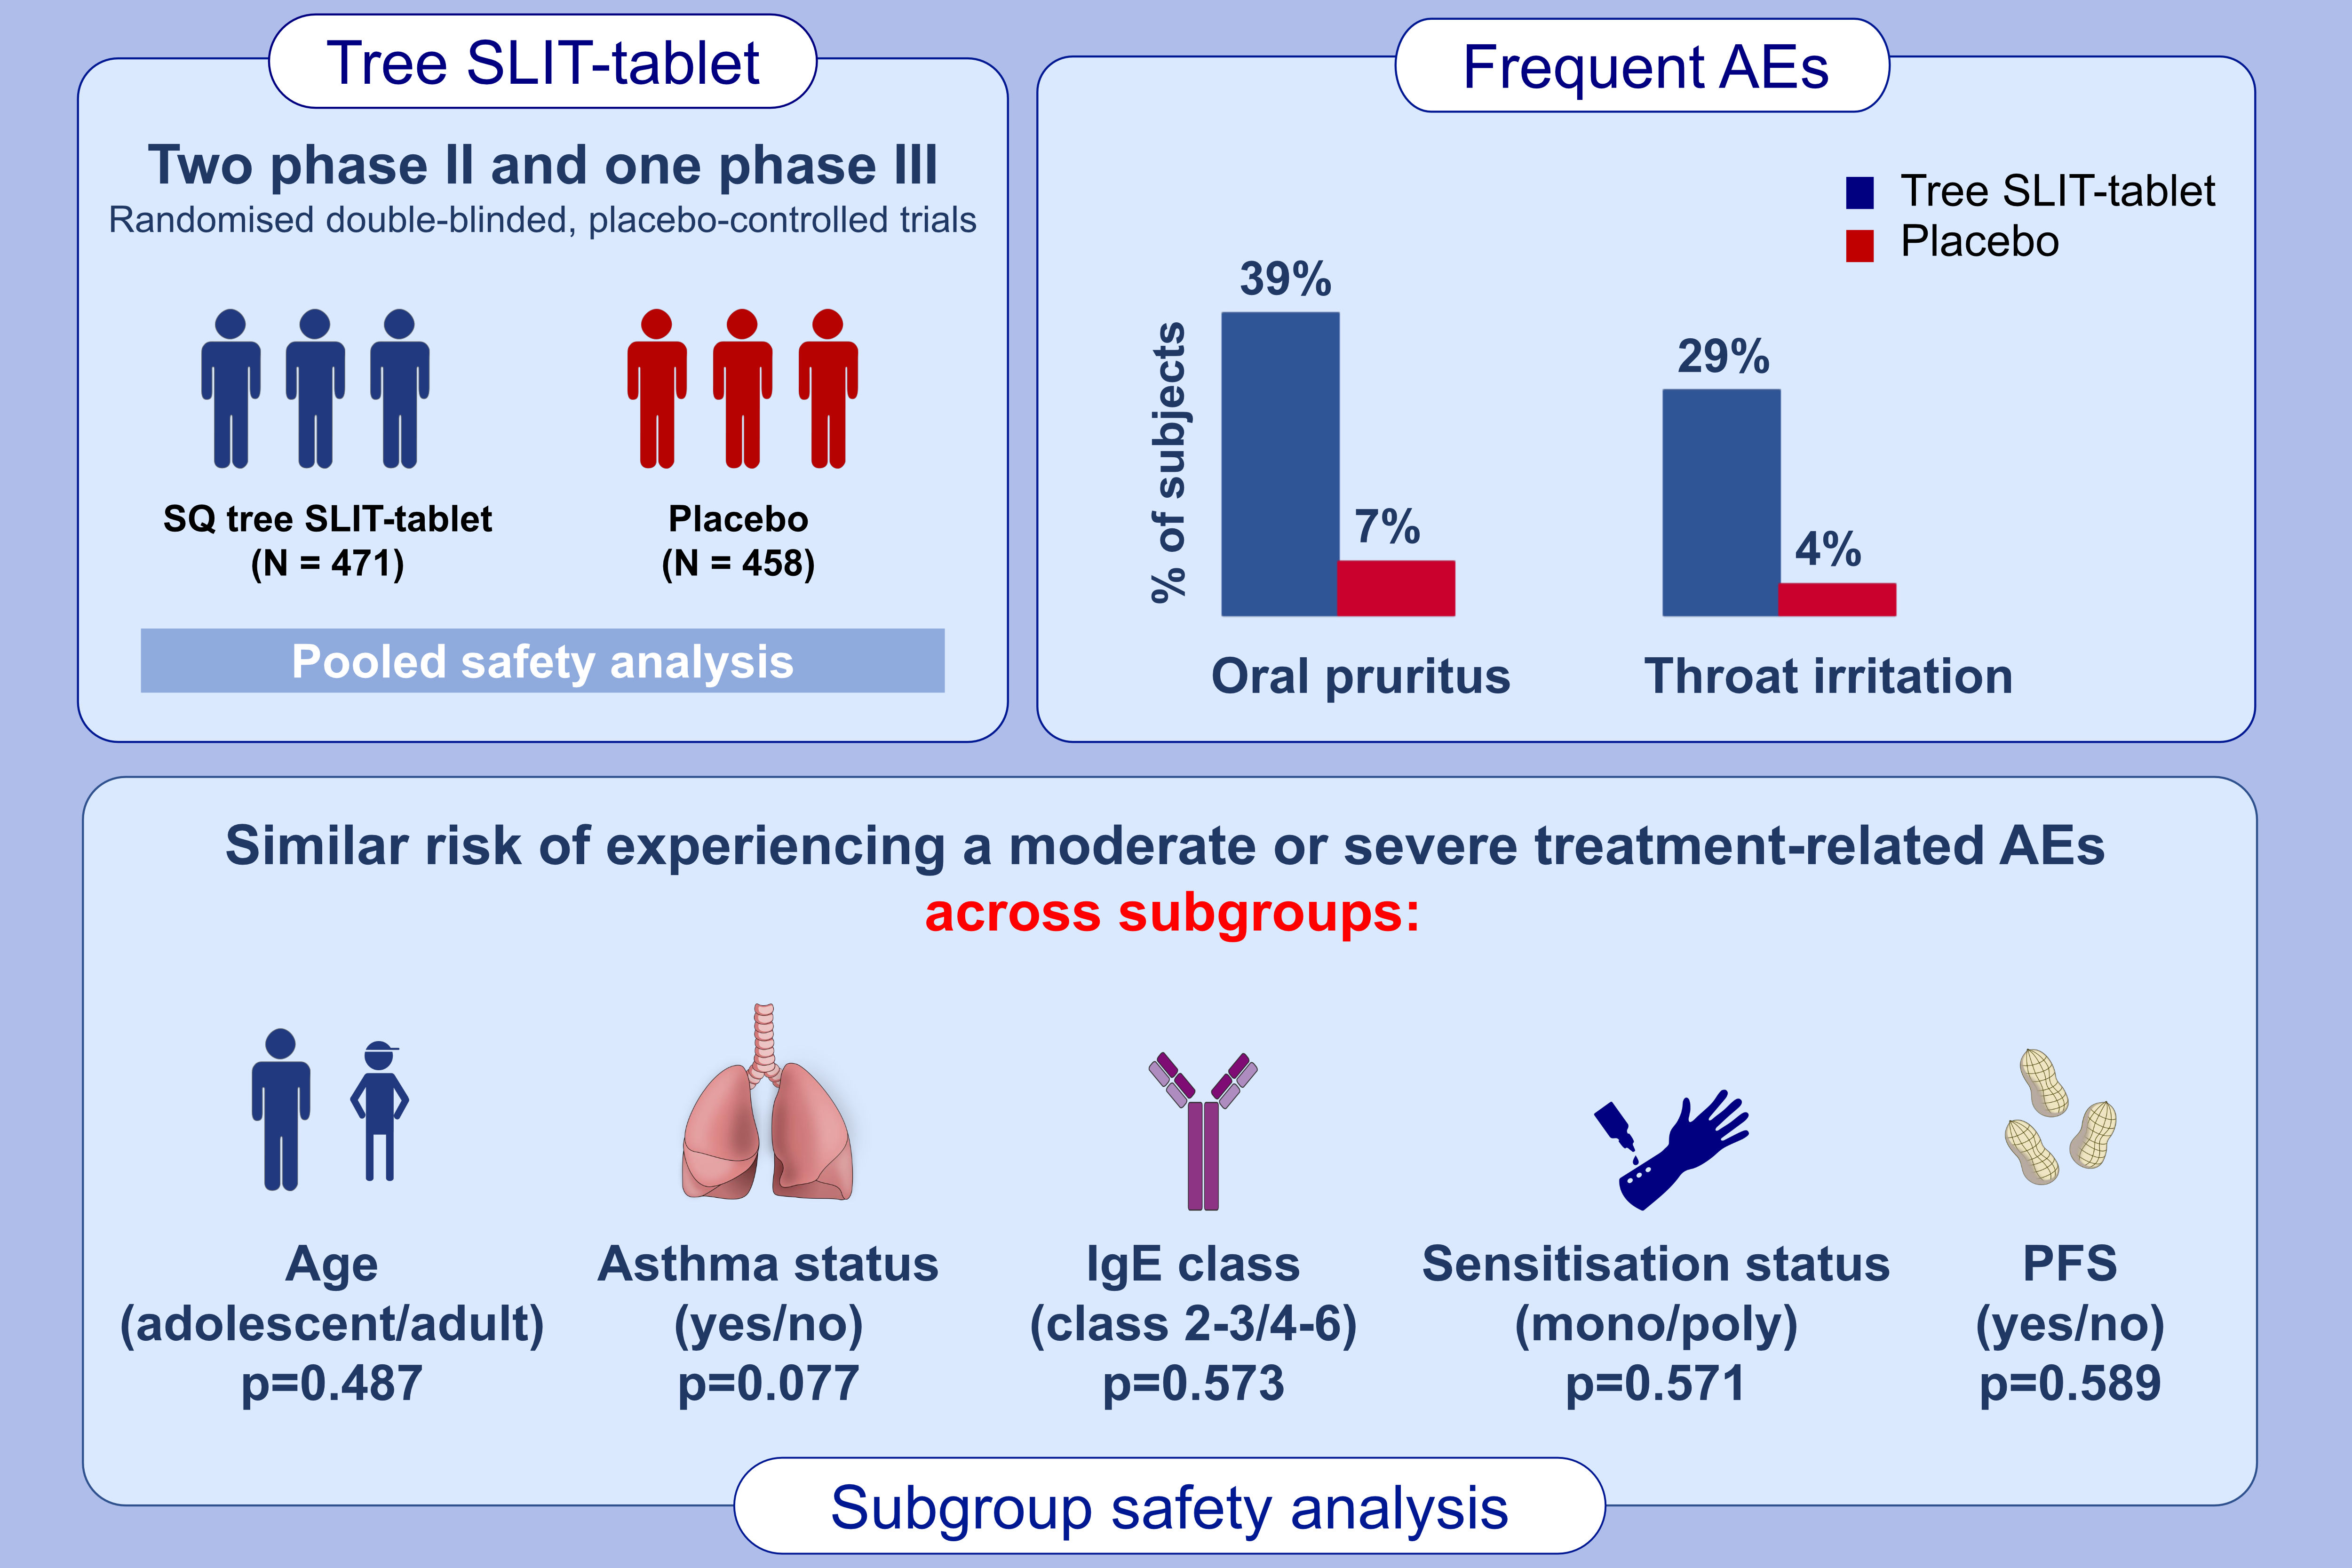 Tree SLIT-tablet
Two phase II and one phase III
Randomised double-blinded, placebo-controlled trials
SQ tree SLIT-tablet
(N = 471)
Placebo
(N = 458)
Pooled safety analysis
Frequent AEs
Tree SLIT-tablet
Placebo
% of subjects
39%
7%
29%
4%
Oral pruritus
Throat irritation
Similar risk of experiencing a moderate or severe treatment-related AEs
across subgroups:
Age
(adolescent/adult)
p=0.487
Asthma status
(yes/no)
p=0.077
IgE class
(class 2-3/4-6)
p=0.573
Sensitisation status
(mono/poly)
p=0.571
PFS
(yes/no)
p=0.589
Subgroup safety analysis